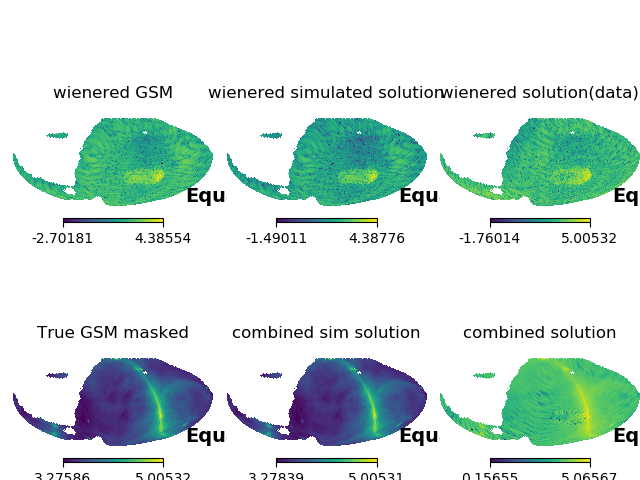 wienered GSM
wienered simulated solution
wienered solution(data)
Equ
Equ
Eq
-2.70181 4.38554
-1.49011 4.38776
-1.76014 5.00532
True GSM masked
combined sim solution
combined solution
Equ
Equ
Eq
3.27586 5.00532
3.27839 5.00531
0.15655 5.06567